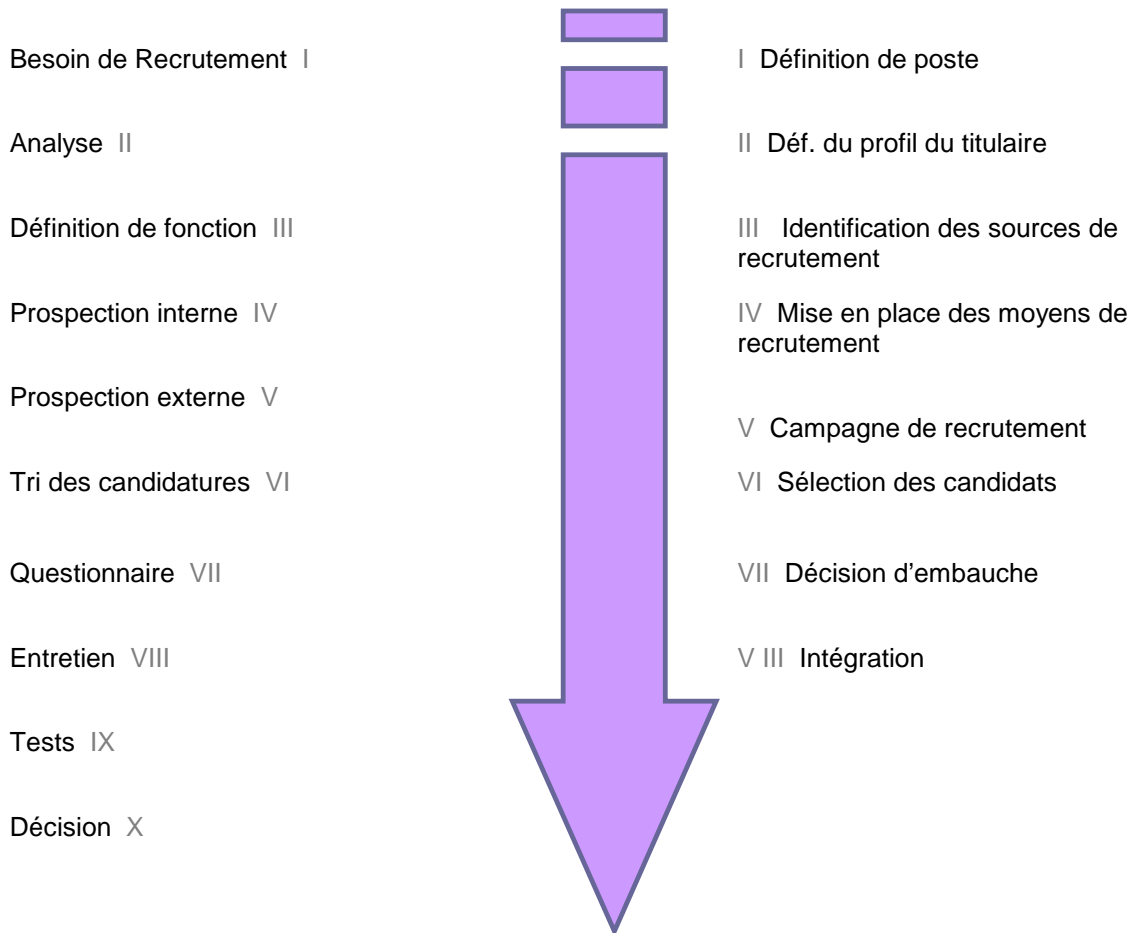 Besoin de Recrutement I
Analyse II
Définition de fonction III
Prospection interne IV
Prospection externe V
Tri des candidatures VI
Questionnaire VII
Entretien VIII
Tests IX
Décision X
I Définition de poste
II Déf. du profil du titulaire
III Identification des sources de
recrutement
IV Mise en place des moyens de
recrutement
V Campagne de recrutement
VI Sélection des candidats
VII Décision d’embauche
V III Intégration